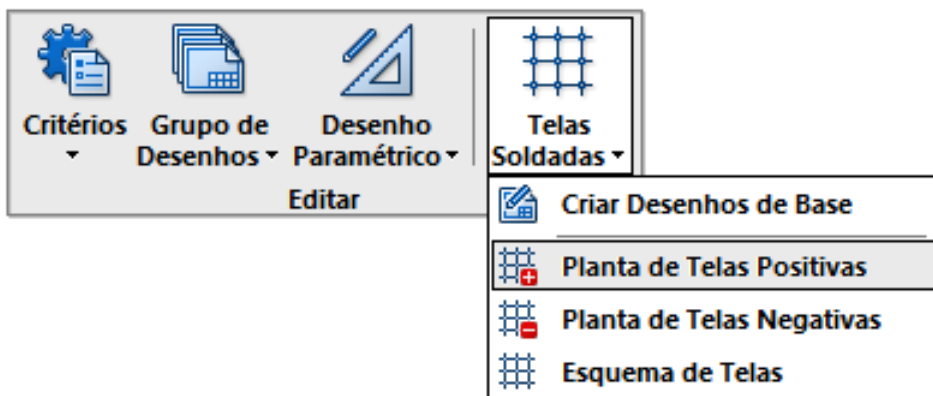 Critérios
Grupo de
Desenhos
Desenho
Paramétrico
Telas
Soldadas
Editar
Criar Desenhos de Base
Planta de Telas Positivas
Planta de Telas Negativas
Esquema de Telas